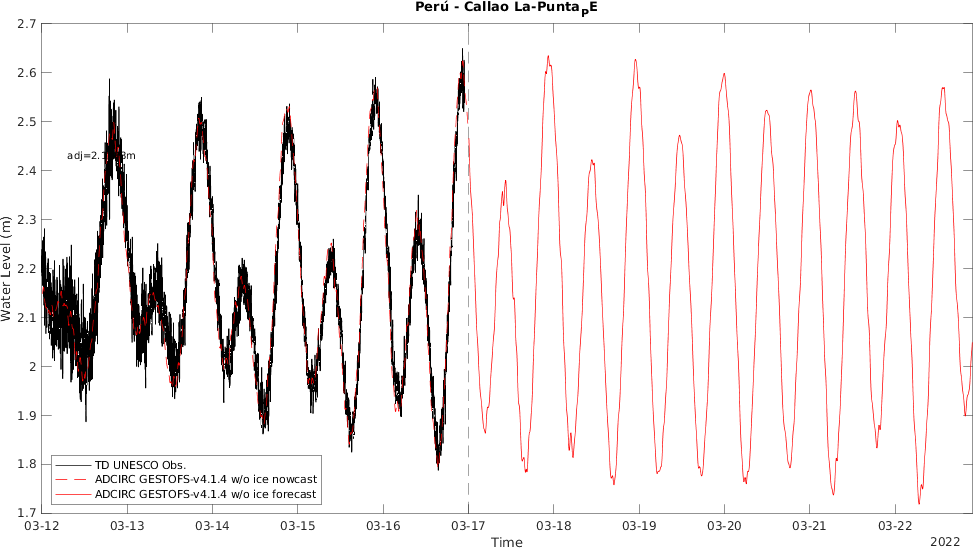 Perú - Callao La-PuntapE
2.7
2.6
2.5
2.4
2.3
2.2
2.1
2
1.9
1.8
1.7
Water Level (m)
TD UNESCO Obs.
ADCIRC GESTOFS-v4.1.4 w/o ice nowcast
ADCIRC GESTOFS-v4.1.4 w/o ice forecast
03-12 03-13 03-14 03-15 03-16 03-17 03-18 03-19 03-20 03-21 03-22
Time
2022